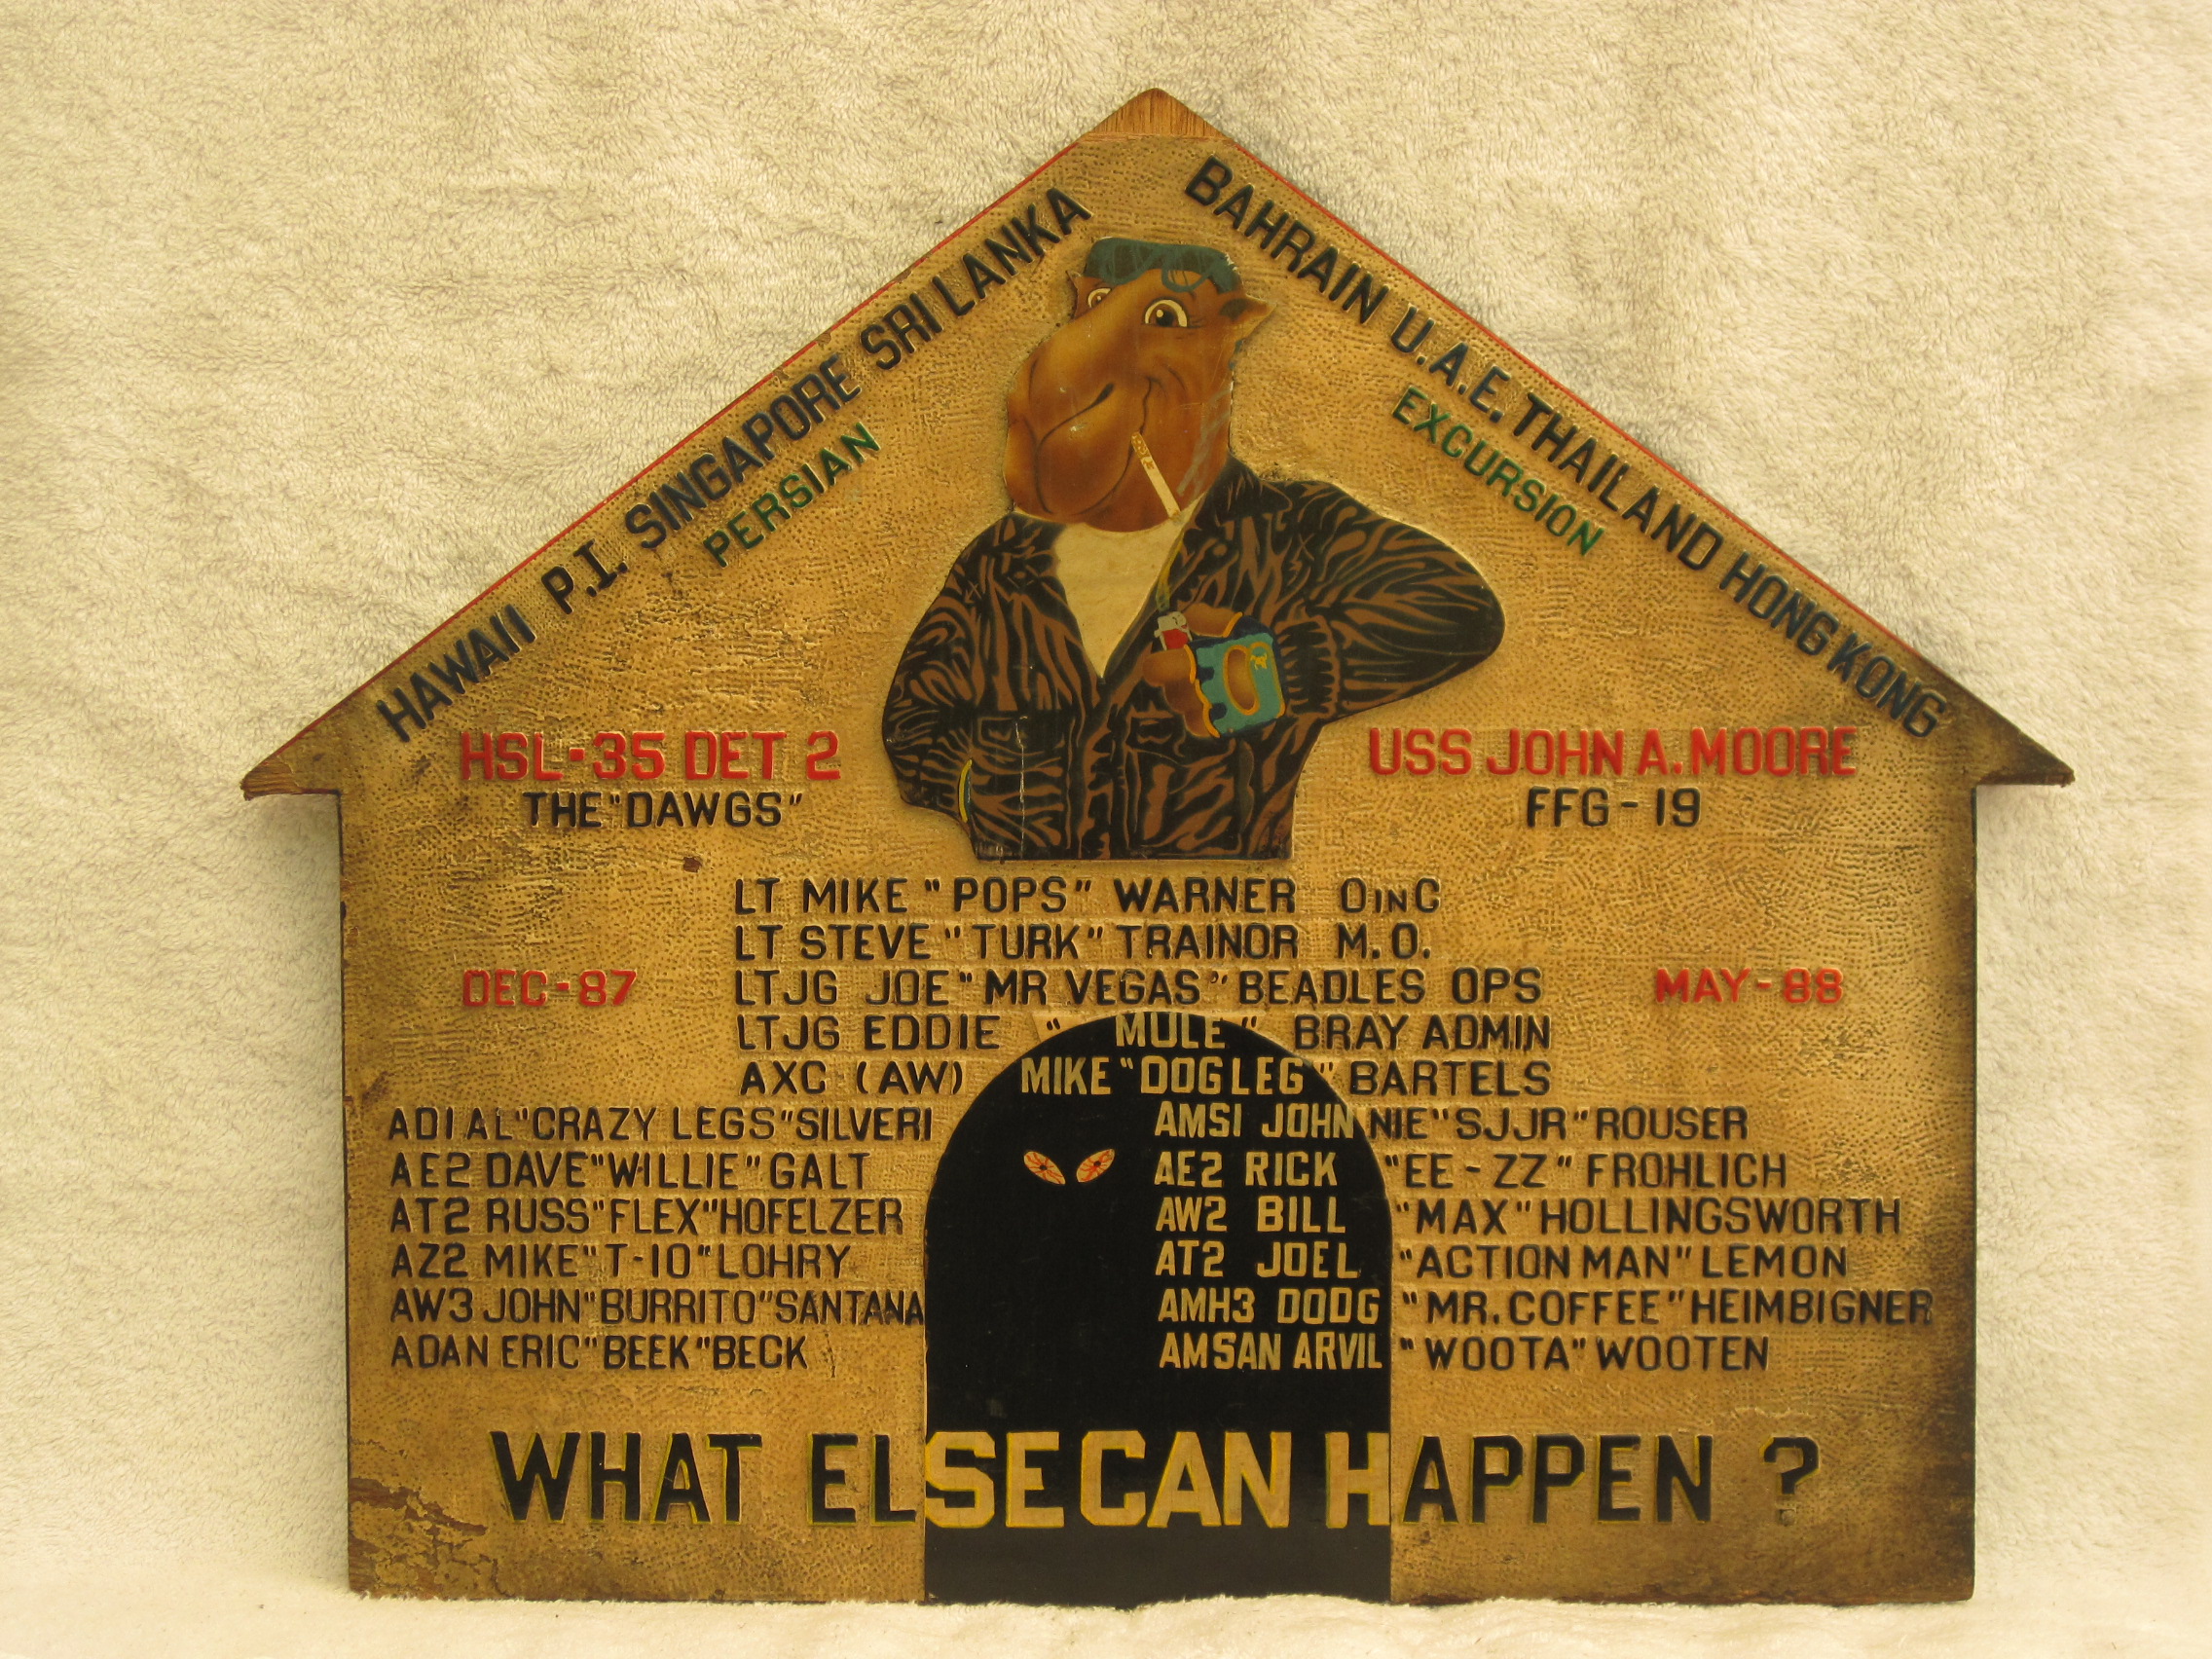 HAWAII P.I. SINGAPORE SRI LANKA
BAHRAIN U.A.E. THAILAND HONG KONG
PERSIAN
EXCURSION
HSL-35 DET 2
THE "DAWGS"
USS JOHN A. MOORE
FFG-19
LT MIKE "POPS" WARNER OINC
LT STEVE "TURK" TRAINOR M.O.
DEC-87
LTJG JOE "MR VEGAS" BEADLES OPS
MAY-88
LTJG EDDIE "MULE" BRAY ADMIN
AXC (AW) MIKE "DOGLEG" BARTELS
AD1 AL "CRAZY LEGS" SILVERI
AMS1 JOHNNIE "SJJR" ROUSER
AE2 DAVE "WILLIE" GALT
AE2 RICK "EE-ZZ" FROHLICH
AT2 RUSS "FLEX" HOFELZER
AW2 BILL "MAX" HOLLINGSWORTH
AZ2 MIKE "T-10" LOHRY
AT2 JOEL "ACTION MAN" LEMON
AW3 JOHN "BURRITO" SANTANA
AMH3 DODG "MR. COFFEE" HEIMBIGNER
ADAN ERIC "BEEK" BECK
AMSAN ARVIL "WOOTA" WOOTEN
WHAT ELSE CAN HAPPEN ?